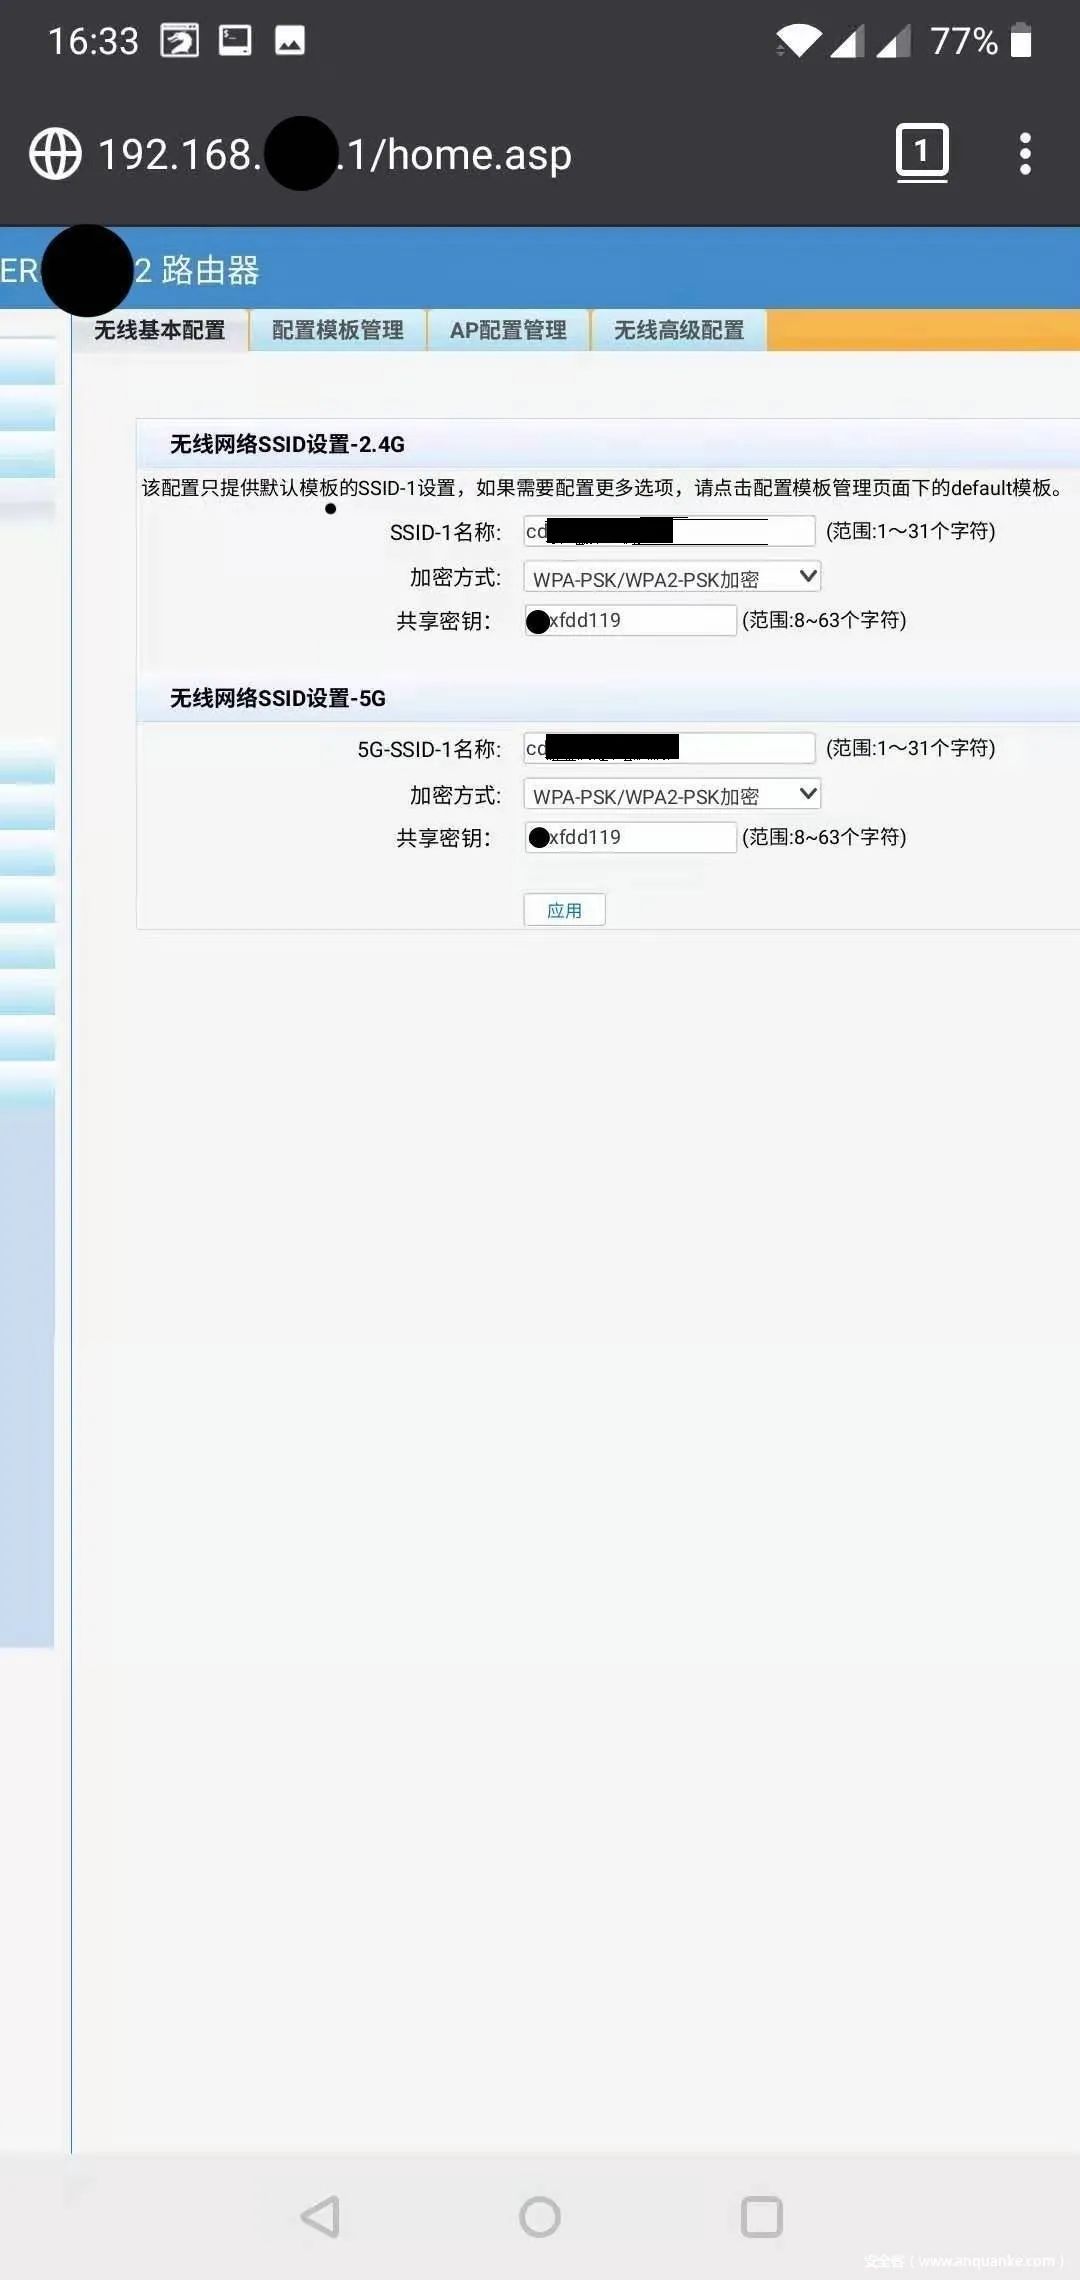 16:33
77%
192.168. .1/home.asp
1
ER 2 路由器
无线基本配置 配置模板管理 AP配置管理 无线高级配置
无线网络SSID设置-2.4G
该配置只提供默认模板的SSID-1设置，如果需要配置更多选项，请点击配置模板管理页面下的default模板。
SSID-1名称: cd (范围:1～31个字符)
加密方式: WPA-PSK/WPA2-PSK加密
共享密钥： xfdd119 (范围:8~63个字符)
无线网络SSID设置-5G
5G-SSID-1名称: cd (范围:1～31个字符)
加密方式: WPA-PSK/WPA2-PSK加密
共享密钥： xfdd119 (范围:8~63个字符)
应用
安全客（www.anquanke.com）